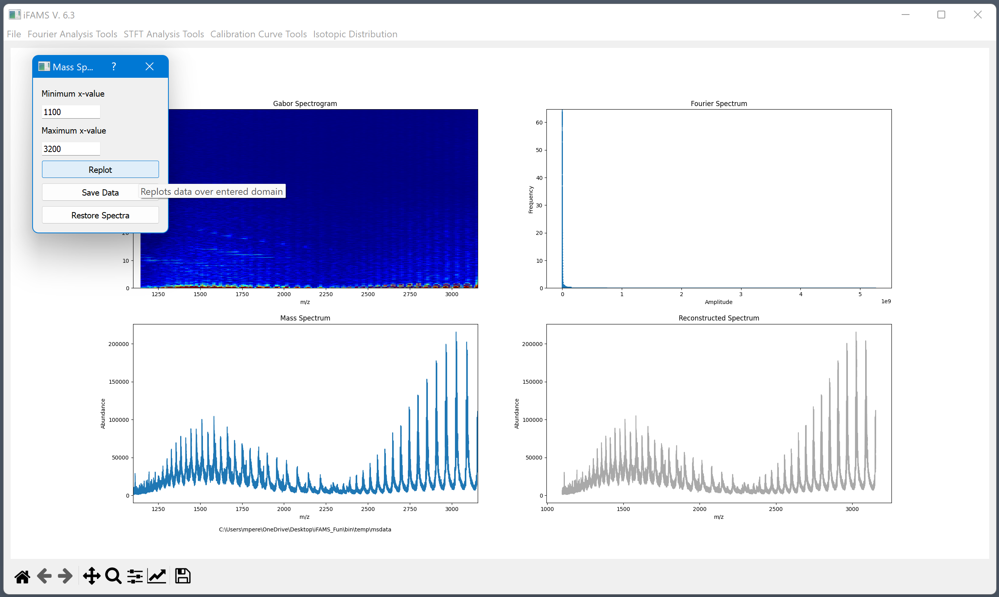 iFAMS V. 6.3
File Fourier Analysis Tools STFT Analysis Tools Calibration Curve Tools Isotopic Distribution
Mass Sp... ?
Minimum x-value
1100
Maximum x-value
3200
Replot
Save Data
Replots data over entered domain
Restore Spectra
Gabor Spectrogram
20
10
0
1250 1500 1750 2000 2250 2500 2750 3000
m/z
Fourier Spectrum
60
50
40
30
20
10
0
Frequency
0 1 2 3 4 5
1e9
Amplitude
Mass Spectrum
200000
150000
100000
50000
0
Abundance
1250 1500 1750 2000 2250 2500 2750 3000
m/z
C:\Users\mpere\OneDrive\Desktop\iFAMS_Fun\bin\temp\msdata
Reconstructed Spectrum
200000
150000
100000
50000
0
Abundance
1000 1500 2000 2500 3000
m/z